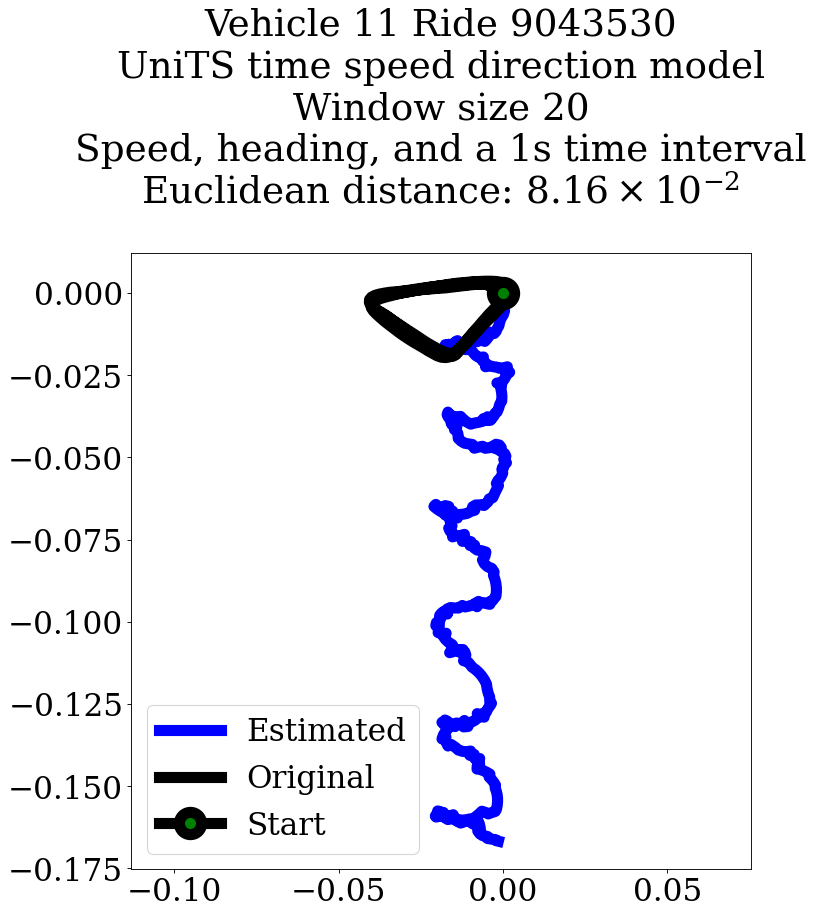 Vehicle 11 Ride 9043530
UniTS time speed direction model
Window size 20
Speed, heading, and a 1s time interval
Euclidean distance: 8.16 × 10⁻²
0.000
−0.025
−0.050
−0.075
−0.100
−0.125
−0.150
−0.175
Estimated
Original
Start
−0.10
−0.05
0.00
0.05